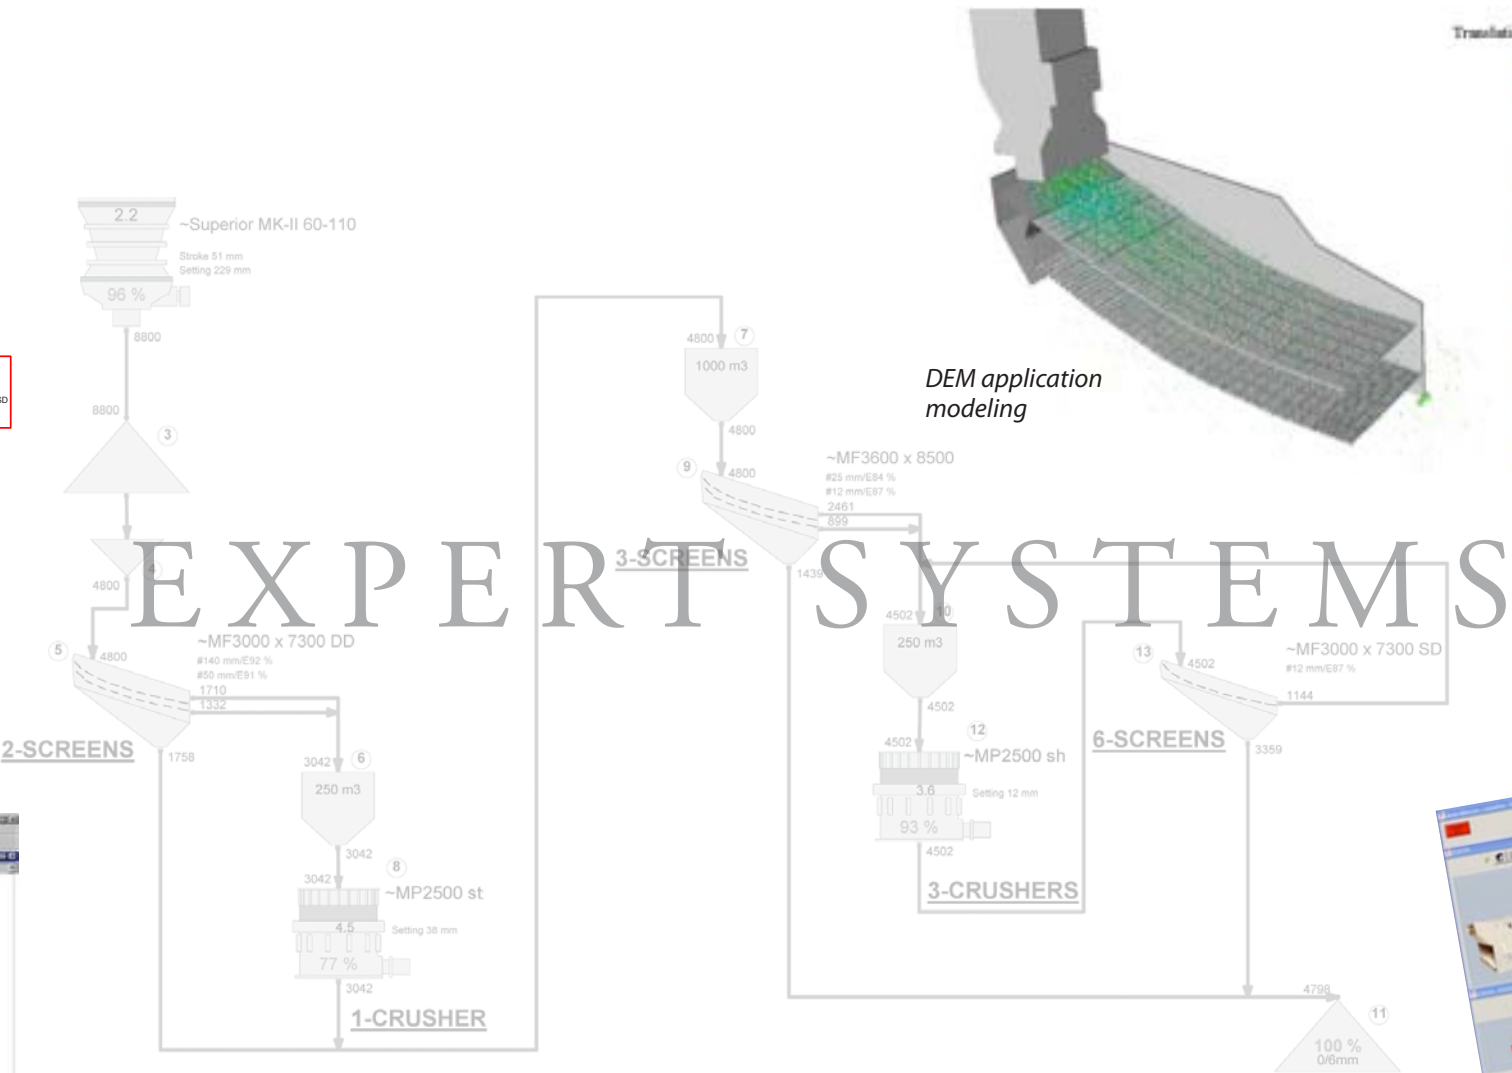 2.2
~Superior MK-II 60-110
Stroke 51 mm
Setting 229 mm
96 %
8800
8800
3
4
4800
5
4800
~MF3000 x 7300 DD
#140 mm/E92 %
#50 mm/E91 %
1710
1332
2-SCREENS
1758
3042
6
250 m3
3042
3042
8
~MP2500 st
4.5
Setting 38 mm
77 %
3042
1-CRUSHER
4800
7
1000 m3
4800
9
4800
~MF3600 x 8500
#25 mm/E84 %
#12 mm/E87 %
2461
899
3-SCREENS
1439
DEM application
modeling
EXPERT SYSTEMS
4502
10
250 m3
4502
4502
12
~MP2500 sh
3.6
Setting 12 mm
93 %
4502
3-CRUSHERS
13
4502
~MF3000 x 7300 SD
#12 mm/E87 %
1144
6-SCREENS
3359
4798
11
100 %
0/6mm